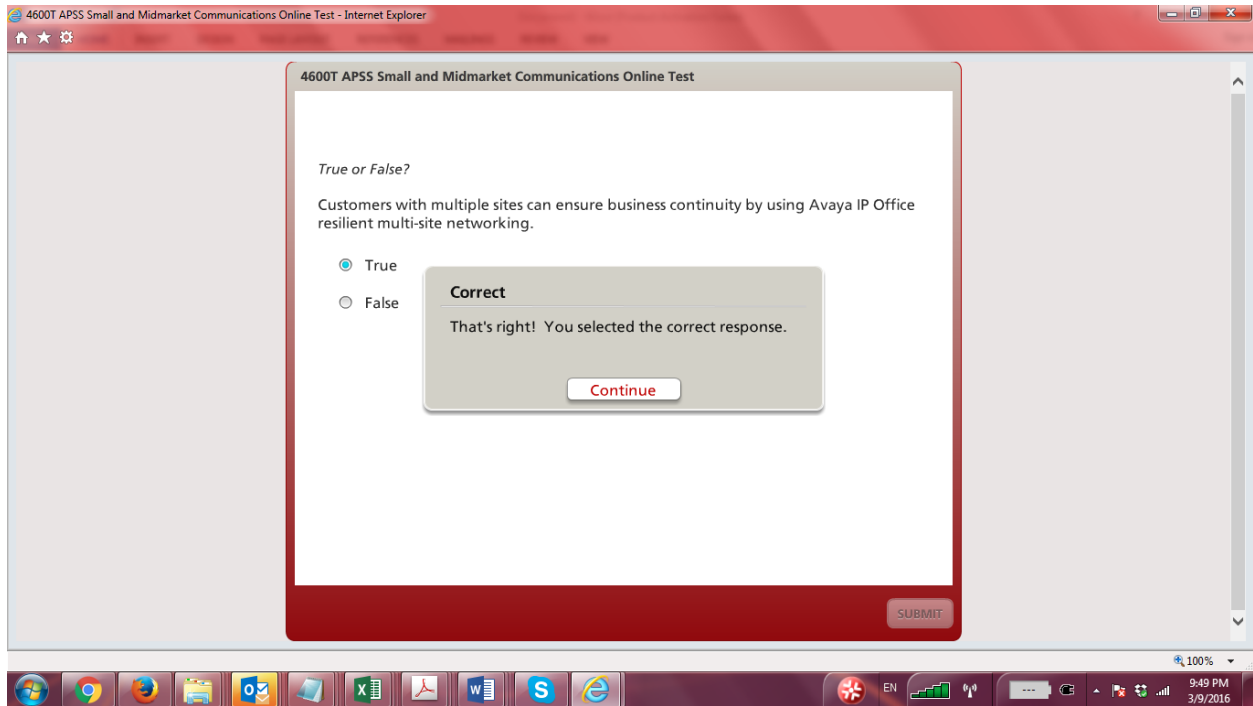 4600T APSS Small and Midmarket Communications Online Test - Internet Explorer
4600T APSS Small and Midmarket Communications Online Test
True or False?
Customers with multiple sites can ensure business continuity by using Avaya IP Office
resilient multi-site networking.
True
False
Correct
That's right! You selected the correct response.
Continue
SUBMIT
100%
EN
9:49 PM
3/9/2016